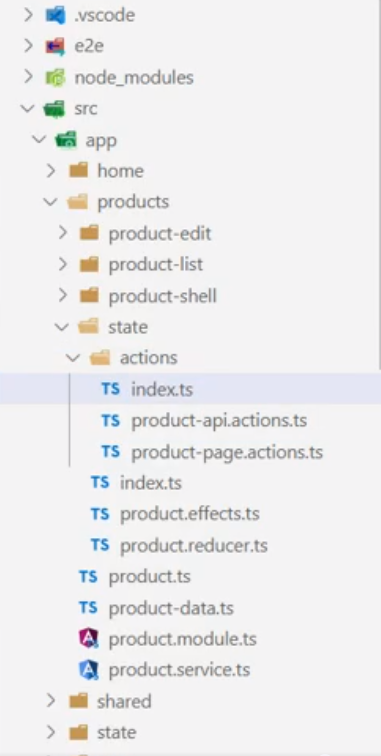 .vscode
e2e
node_modules
src
app
home
products
product-edit
product-list
product-shell
state
actions
TS index.ts
TS product-api.actions.ts
TS product-page.actions.ts
TS index.ts
TS product.effects.ts
TS product.reducer.ts
TS product.ts
TS product-data.ts
product.module.ts
product.service.ts
shared
state